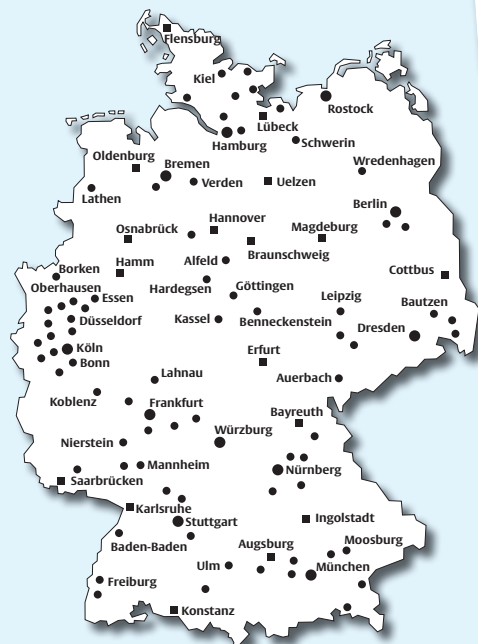 Flensburg
Kiel
Rostock
Lübeck
Hamburg
Schwerin
Oldenburg
Bremen
Wredenhagen
Verden
Uelzen
Lathen
Berlin
Hannover
Osnabrück
Magdeburg
Braunschweig
Alfeld
Hamm
Borken
Cottbus
Oberhausen
Hardegsen
Göttingen
Essen
Leipzig
Bautzen
Düsseldorf
Kassel
Benneckenstein
Dresden
Köln
Erfurt
Bonn
Lahnau
Auerbach
Koblenz
Frankfurt
Bayreuth
Würzburg
Nierstein
Mannheim
Nürnberg
Saarbrücken
Karlsruhe
Stuttgart
Ingolstadt
Baden-Baden
Augsburg
Moosburg
Ulm
München
Freiburg
Konstanz